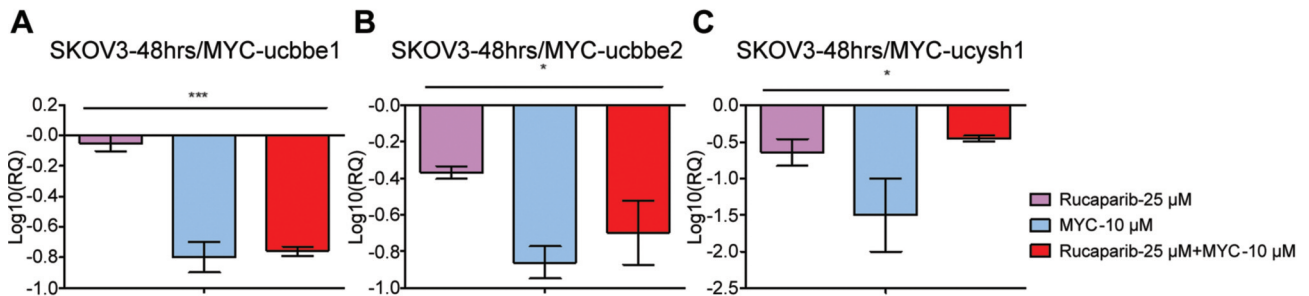 A
SKOV3-48hrs/MYC-ucbbe1
***
Log10(RQ)
0.2
-0.0
-0.2
-0.4
-0.6
-0.8
-1.0
B
SKOV3-48hrs/MYC-ucbbe2
*
Log10(RQ)
-0.0
-0.2
-0.4
-0.6
-0.8
-1.0
C
SKOV3-48hrs/MYC-ucysh1
*
Log10(RQ)
0.0
-0.5
-1.0
-1.5
-2.0
-2.5
Rucaparib-25 µM
MYC-10 µM
Rucaparib-25 µM+MYC-10 µM